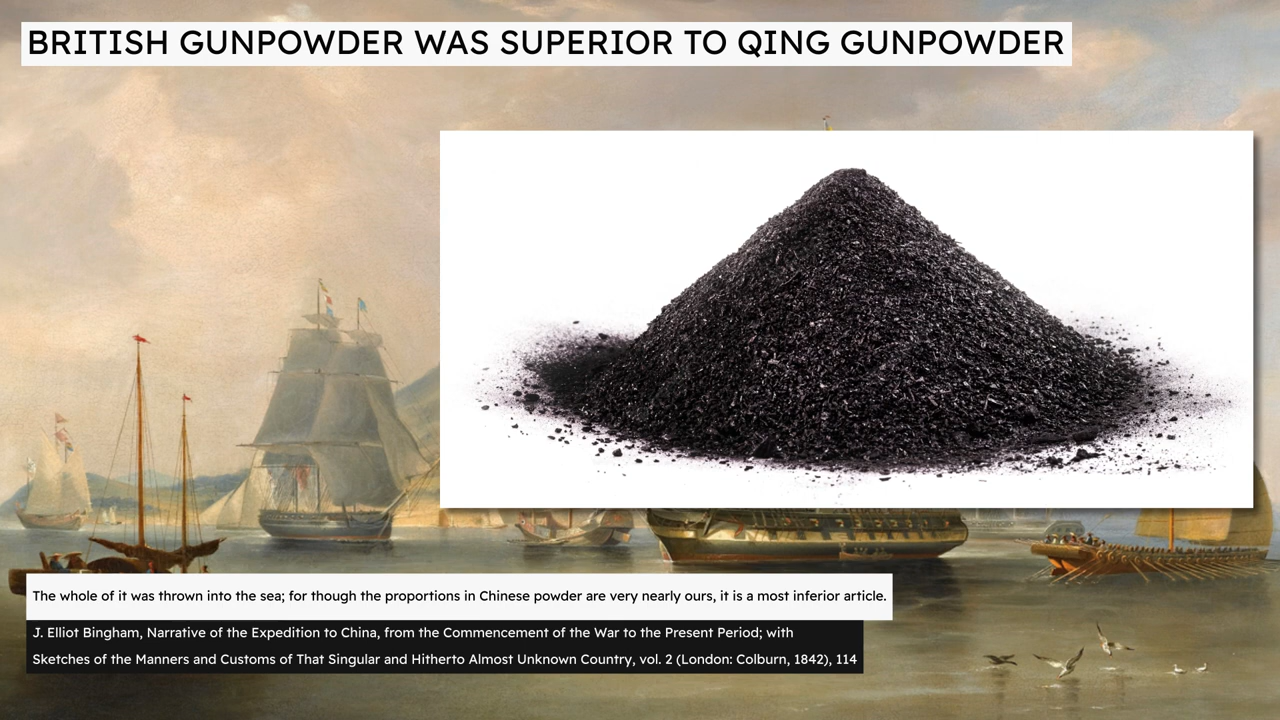 BRITISH GUNPOWDER WAS SUPERIOR TO QING GUNPOWDER
The whole of it was thrown into the sea; for though the proportions in Chinese powder are very nearly ours, it is a most inferior article.
J. Elliot Bingham, Narrative of the Expedition to China, from the Commencement of the War to the Present Period; with
Sketches of the Manners and Customs of That Singular and Hitherto Almost Unknown Country, vol. 2 (London: Colburn, 1842), 114